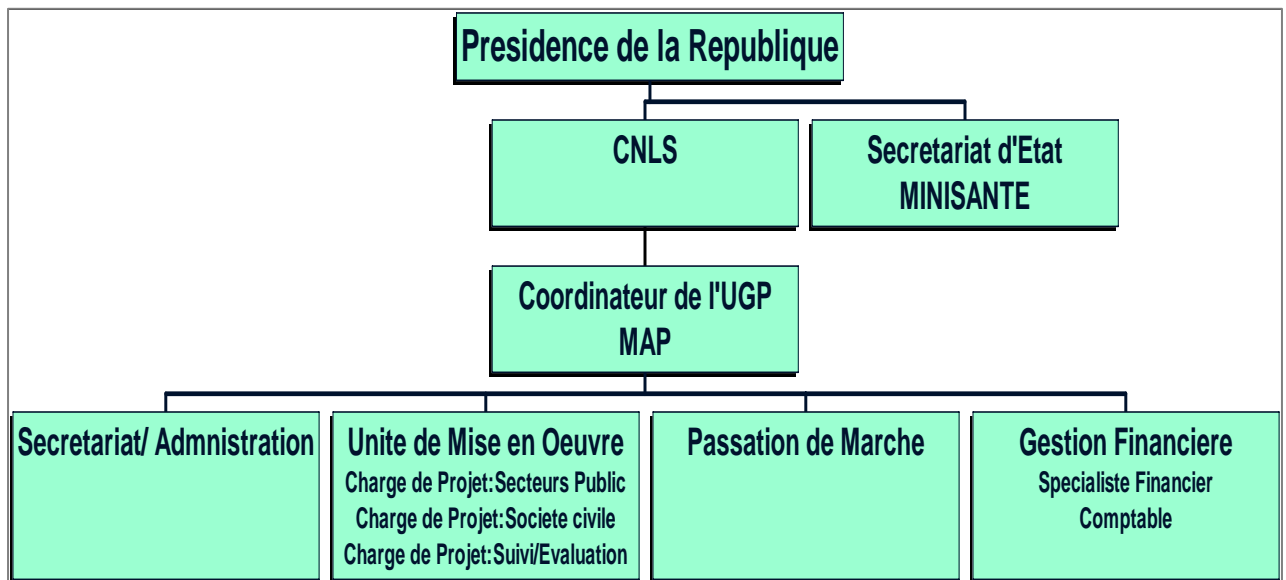 Presidence de la Republique
CNLS
Secretariat d'Etat
MINISANTE
Coordinateur de l'UGP
MAP
Secretariat/ Admnistration
Unite de Mise en Oeuvre
Charge de Projet:Secteurs Public
Charge de Projet:Societe civile
Charge de Projet:Suivi/Evaluation
Passation de Marche
Gestion Financiere
Specialiste Financier
Comptable